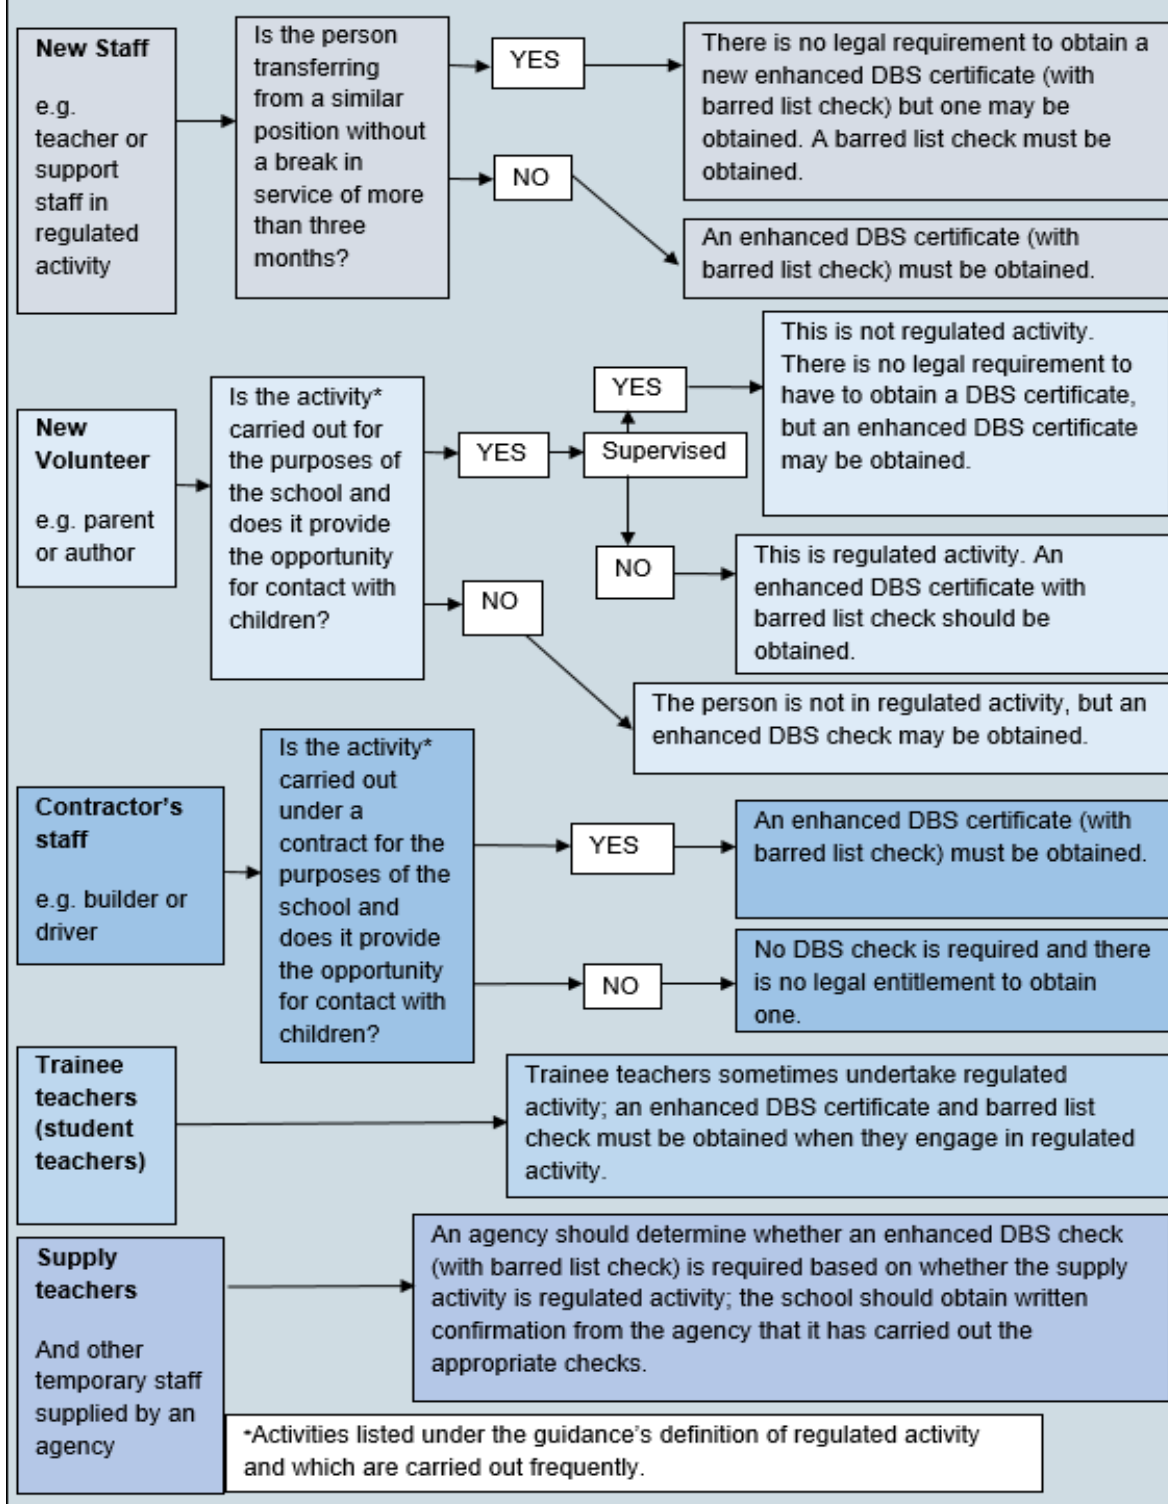 New Staff
e.g.
teacher or
support
staff in
regulated
activity
Is the person
transferring
from a similar
position without
a break in
service of more
than three
months?
YES
There is no legal requirement to obtain a
new enhanced DBS certificate (with
barred list check) but one may be
obtained. A barred list check must be
obtained.
NO
An enhanced DBS certificate (with
barred list check) must be obtained.
New
Volunteer
e.g. parent
or author
Is the activity*
carried out for
the purposes of
the school and
does it provide
the opportunity
for contact with
children?
YES
Supervised
YES
This is not regulated activity.
There is no legal requirement to
have to obtain a DBS certificate,
but an enhanced DBS certificate
may be obtained.
NO
This is regulated activity. An
enhanced DBS certificate with
barred list check should be
obtained.
NO
The person is not in regulated activity, but an
enhanced DBS check may be obtained.
Contractor's
staff
e.g. builder or
driver
Is the activity*
carried out
under a
contract for the
purposes of the
school and
does it provide
the opportunity
for contact with
children?
YES
An enhanced DBS certificate (with
barred list check) must be obtained.
NO
No DBS check is required and there
is no legal entitlement to obtain
one.
Trainee
teachers
(student
teachers)
Trainee teachers sometimes undertake regulated
activity; an enhanced DBS certificate and barred list
check must be obtained when they engage in regulated
activity.
Supply
teachers
And other
temporary staff
supplied by an
agency
An agency should determine whether an enhanced DBS check
(with barred list check) is required based on whether the supply
activity is regulated activity; the school should obtain written
confirmation from the agency that it has carried out the
appropriate checks.
*Activities listed under the guidance's definition of regulated activity
and which are carried out frequently.